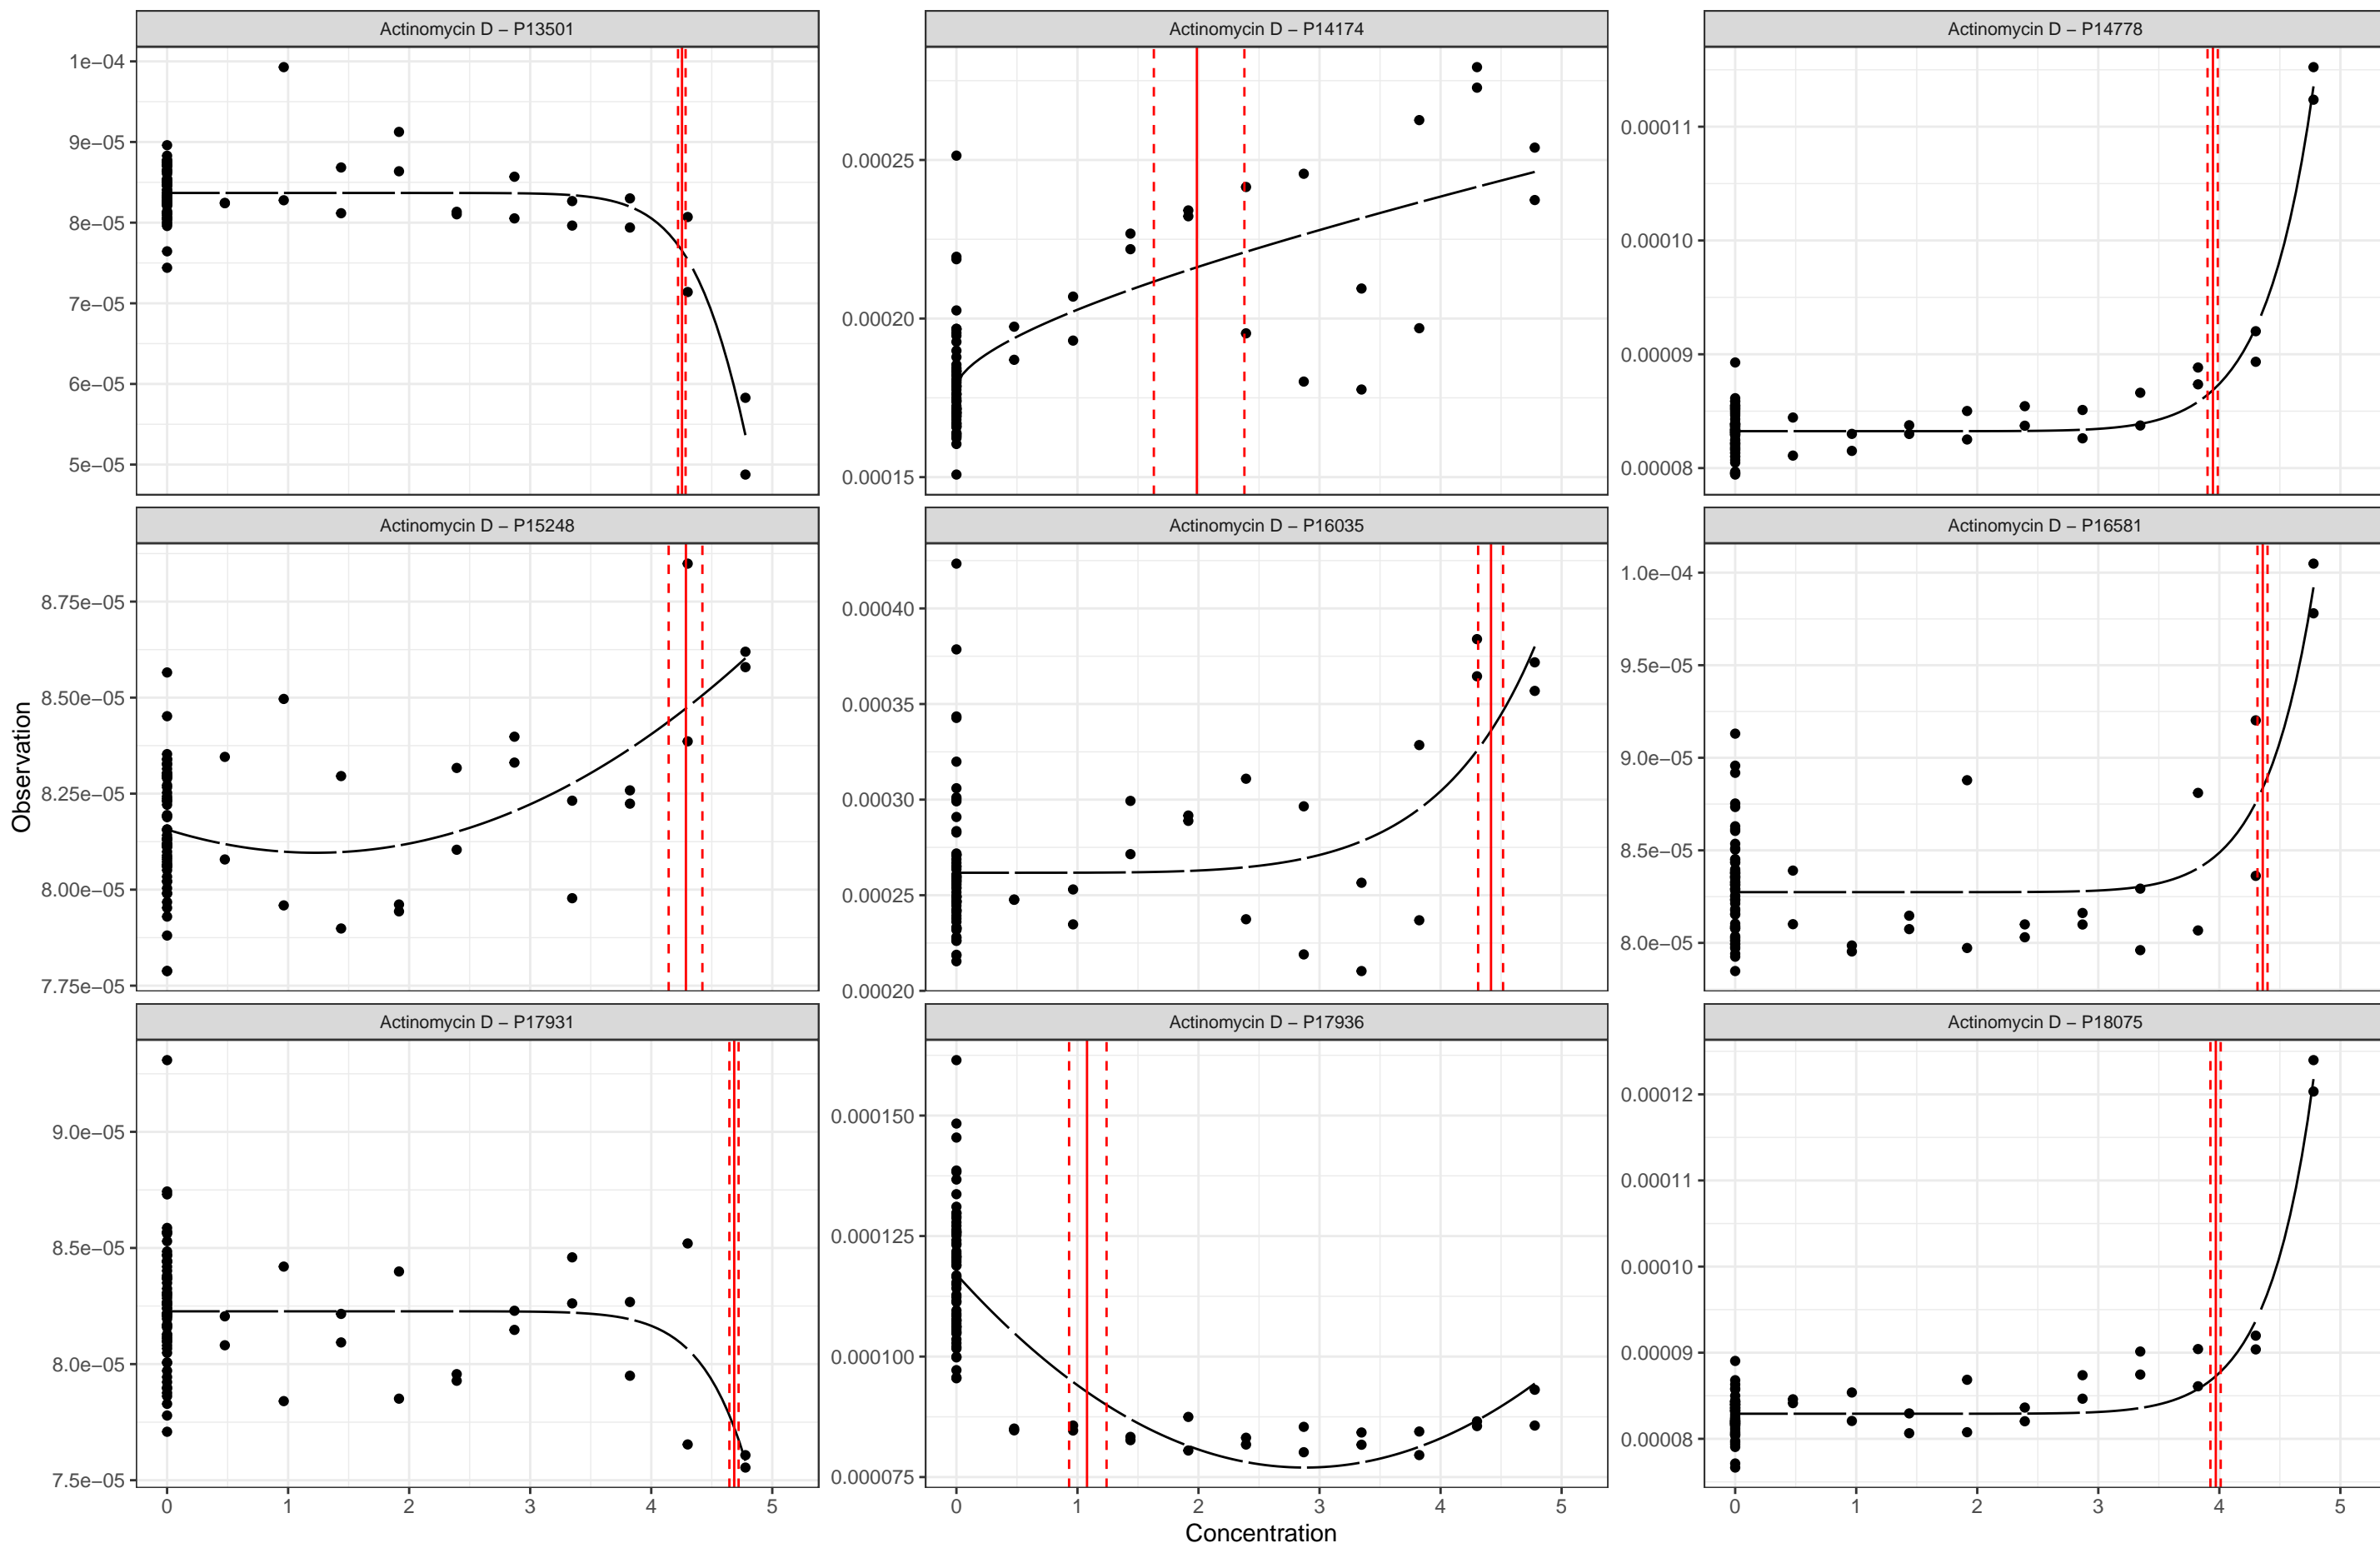 Actinomycin D − P13501
Actinomycin D − P14174
Actinomycin D − P14778
1e−04
9e−05
8e−05
7e−05
6e−05
5e−05
0.00025
0.00020
0.00015
0.00011
0.00010
0.00009
0.00008
Actinomycin D − P15248
Actinomycin D − P16035
Actinomycin D − P16581
8.75e−05
8.50e−05
8.25e−05
8.00e−05
7.75e−05
0.00040
0.00035
0.00030
0.00025
0.00020
1.0e−04
9.5e−05
9.0e−05
8.5e−05
8.0e−05
Observation
Actinomycin D − P17931
Actinomycin D − P17936
Actinomycin D − P18075
9.0e−05
8.5e−05
8.0e−05
7.5e−05
0.000150
0.000125
0.000100
0.000075
0.00012
0.00011
0.00010
0.00009
0.00008
0 1 2 3 4 5
0 1 2 3 4 5
0 1 2 3 4 5
Concentration